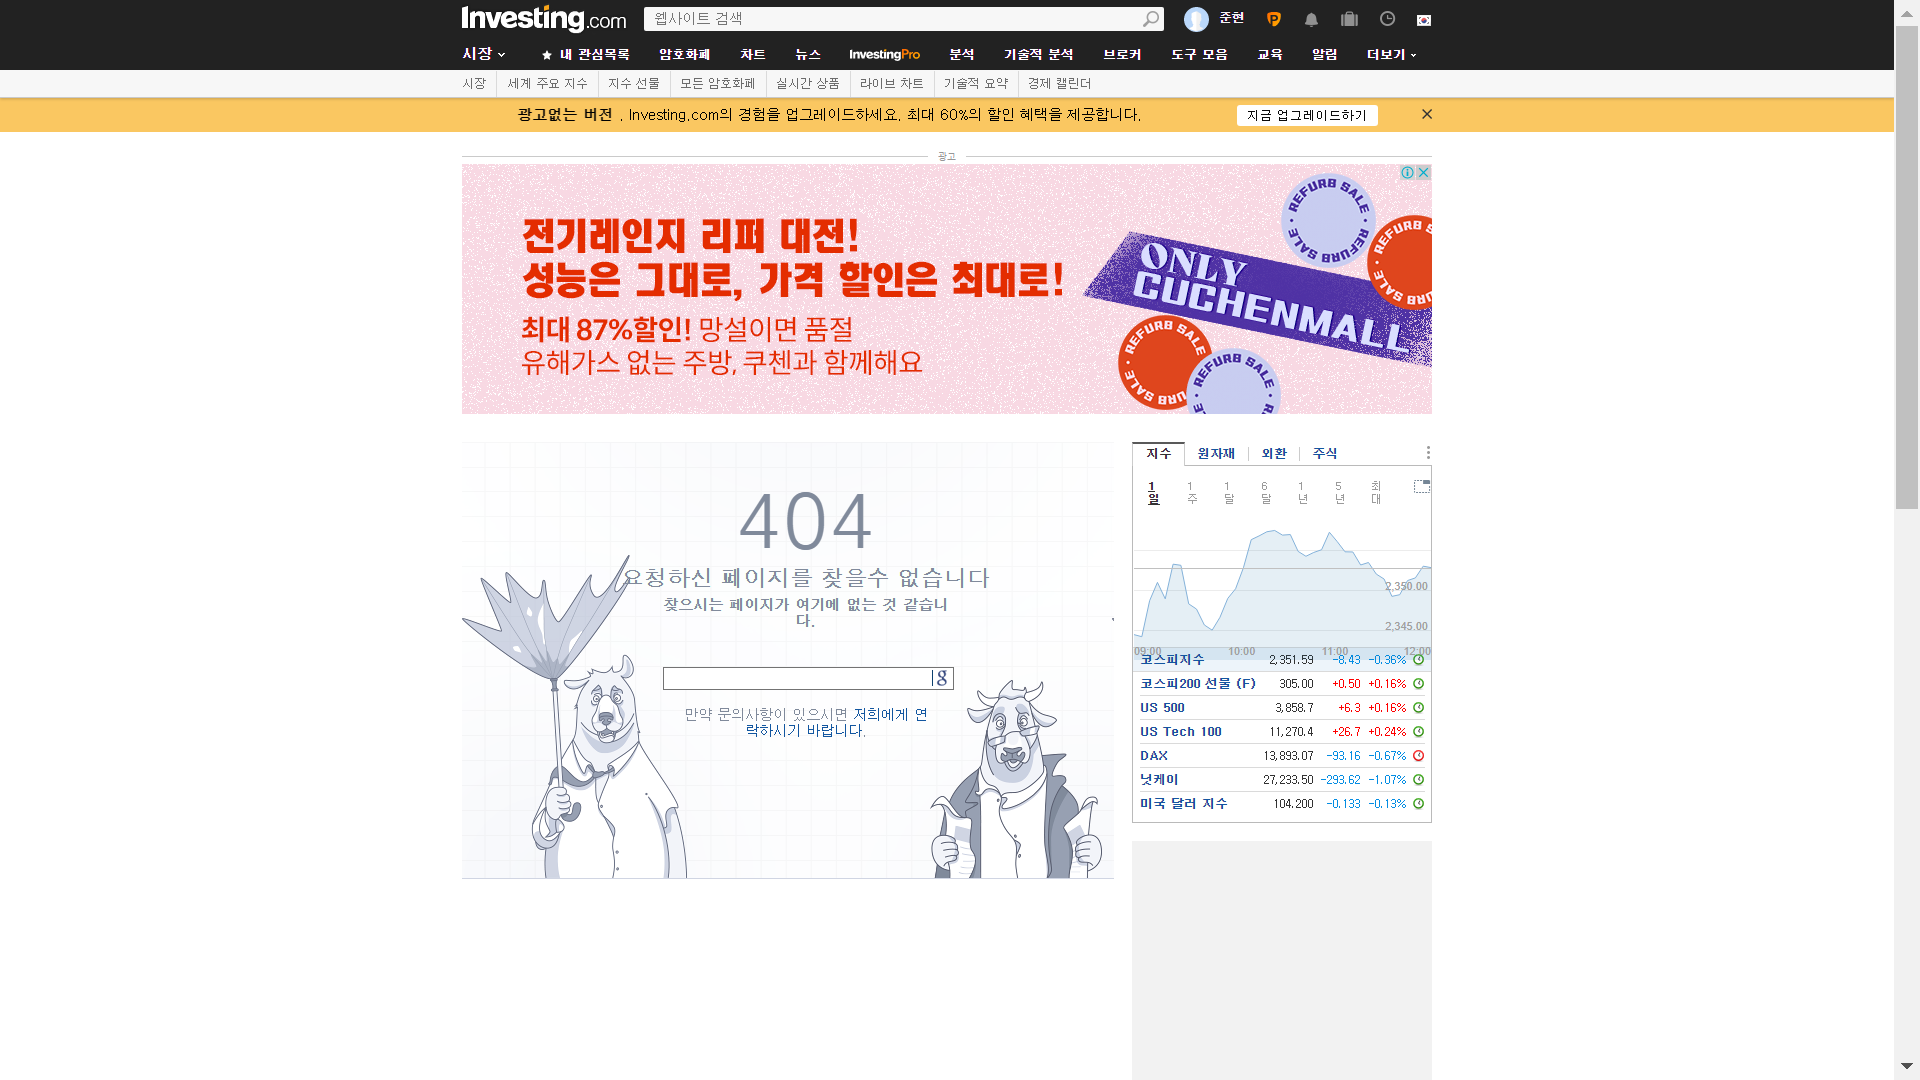 Investing.com
웹사이트 검색
준현
시장
내 관심목록
암호화폐
차트
뉴스
InvestingPro
분석
기술적 분석
브로커
도구 모음
교육
알림
더보기
시장
세계 주요 지수
지수 선물
모든 암호화폐
실시간 상품
라이브 차트
기술적 요약
경제 캘린더
광고없는 버전 . Investing.com의 경험을 업그레이드하세요. 최대 60%의 할인 혜택을 제공합니다.
지금 업그레이드하기
광고
전기레인지 리퍼 대전!
성능은 그대로, 가격 할인은 최대로!
최대 87%할인! 망설이면 품절
유해가스 없는 주방, 쿠첸과 함께해요
ONLY
CUCHENMALL
REFURB SALE • REFURB SALE •
REFURB SALE
REFURB SALE •
REFURB SALE •
404
요청하신 페이지를 찾을수 없습니다
찾으시는 페이지가 여기에 없는 것 같습니
다.
g
만약 문의사항이 있으시면 저희에게 연
락하시기 바랍니다.
지수
원자재
외환
주식
1일
1주
1달
6달
1년
5년
최대
2,350.00
2,345.00
09:00 10:00 11:00 12:00
코스피지수 2,351.59 -8.43 -0.36%
코스피200 선물 (F) 305.00 +0.50 +0.16%
US 500 3,858.7 +6.3 +0.16%
US Tech 100 11,270.4 +26.7 +0.24%
DAX 13,893.07 -93.16 -0.67%
닛케이 27,233.50 -293.62 -1.07%
미국 달러 지수 104.200 -0.133 -0.13%